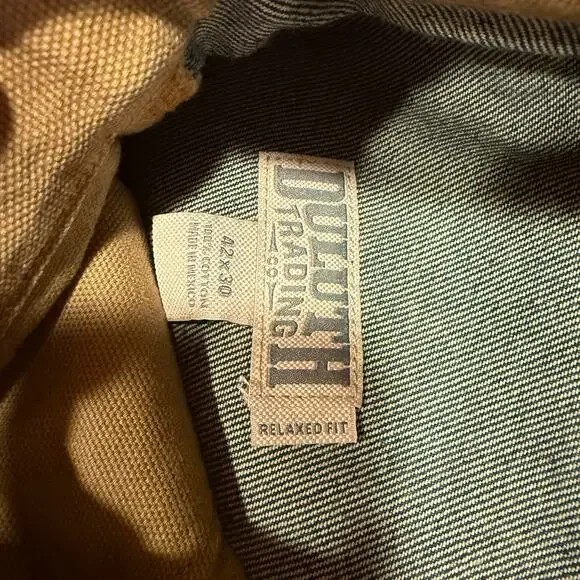 DULUTH
TRADING
CO
RELAXED FIT
42 x 30
100% COTTON
MADE IN MEXICO